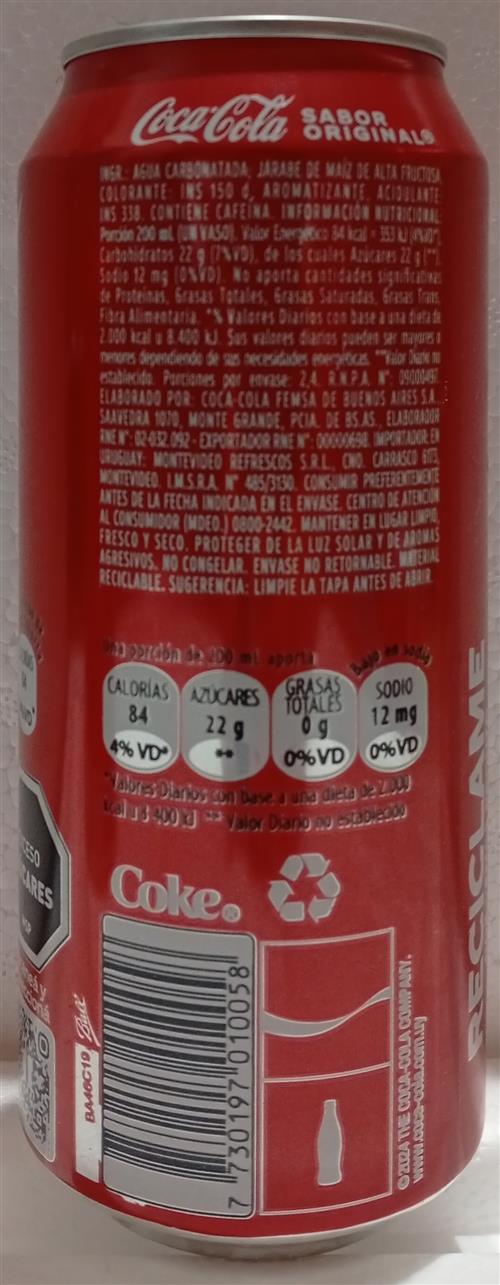 Coca-Cola SABOR ORIGINAL®
INGR.: AGUA CARBONATADA, JARABE DE MAÍZ DE ALTA FRUCTOSA,
COLORANTE: INS 150 d, AROMATIZANTE, ACIDULANTE:
INS 338. CONTIENE CAFEÍNA. INFORMACIÓN NUTRICIONAL:
Porción 200 mL (UN VASO). Valor Energético 84 kcal = 353 kJ (4%VD*),
Carbohidratos 22 g (7%VD), de los cuales Azúcares 22 g (**),
Sodio 12 mg (0%VD). No aporta cantidades significativas
de Proteínas, Grasas Totales, Grasas Saturadas, Grasas Trans,
Fibra Alimentaria. *% Valores Diarios con base a una dieta de
2.000 kcal u 8.400 kJ. Sus valores diarios pueden ser mayores o
menores dependiendo de sus necesidades energéticas. **Valor Diario no
establecido. Porciones por envase: 2,4. R.N.P.A. N°: 09000497.
ELABORADO POR: COCA-COLA FEMSA DE BUENOS AIRES S.A.,
SAAVEDRA 1070, MONTE GRANDE, PCIA. DE BS.AS., ELABORADOR
RNE N°: 02-032.092 - EXPORTADOR RNE N°: 00000698. IMPORTADOR: EN
URUGUAY: MONTEVIDEO REFRESCOS S.R.L., CNO. CARRASCO 6173,
MONTEVIDEO. I.M.S.R.A. N° 485/3130. CONSUMIR PREFERENTEMENTE
ANTES DE LA FECHA INDICADA EN EL ENVASE. CENTRO DE ATENCIÓN
AL CONSUMIDOR (MDEO.) 0800-2442. MANTENER EN LUGAR LIMPIO,
FRESCO Y SECO. PROTEGER DE LA LUZ SOLAR Y DE AROMAS
AGRESIVOS. NO CONGELAR. ENVASE NO RETORNABLE. MATERIAL
RECICLABLE. SUGERENCIA: LIMPIE LA TAPA ANTES DE ABRIR.
Una porción de 200 mL aporta
Bajo en sodio
CALORÍAS 84 4% VD*
AZÚCARES 22 g **
GRASAS TOTALES 0 g 0%VD
SODIO 12 mg 0%VD
*Valores Diarios con base a una dieta de 2.000
kcal u 8 400 kJ ** Valor Diario no establecido
Coke®
7 730197 010058
BA46C19
Ball
© 2024 THE COCA-COLA COMPANY.
www.coca-cola.com.uy
RECICLAME